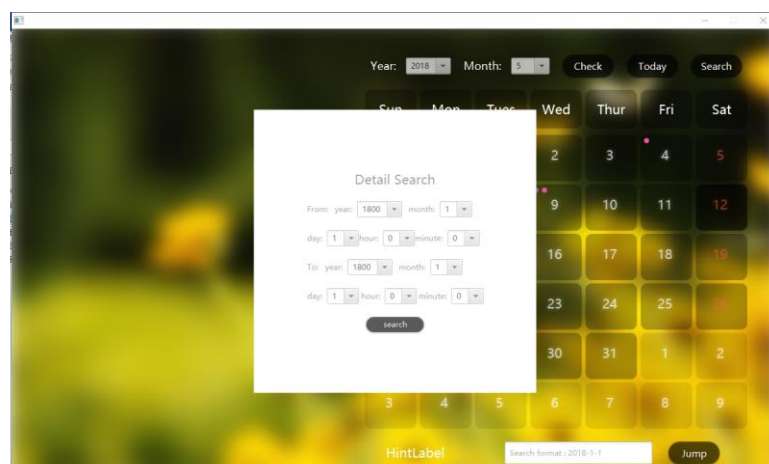 Year: 2018 Month: 5 Check Today Search
Sun Mon Tues Wed Thur Fri Sat
2 3 4 5
9 10 11 12
16 17 18 19
23 24 25
30 31 1 2
3 4 5 6 7 8 9
Detail Search
From: year: 1800 month: 1
day: 1 hour: 0 minute: 0
To: year: 1800 month: 1
day: 1 hour: 0 minute: 0
search
HintLabel Search format : 2018-1-1 Jump